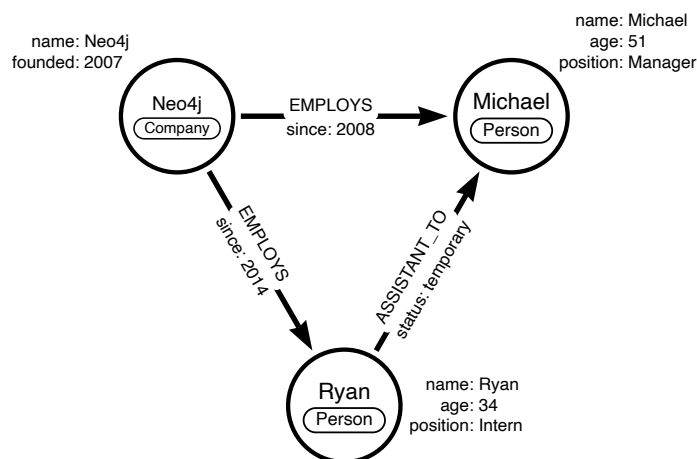 name: Neo4j
founded: 2007
name: Michael
age: 51
position: Manager
Neo4j
Company
EMPLOYS
since: 2008
Michael
Person
EMPLOYS
since: 2014
ASSISTANT_TO
status: temporary
Ryan
Person
name: Ryan
age: 34
position: Intern